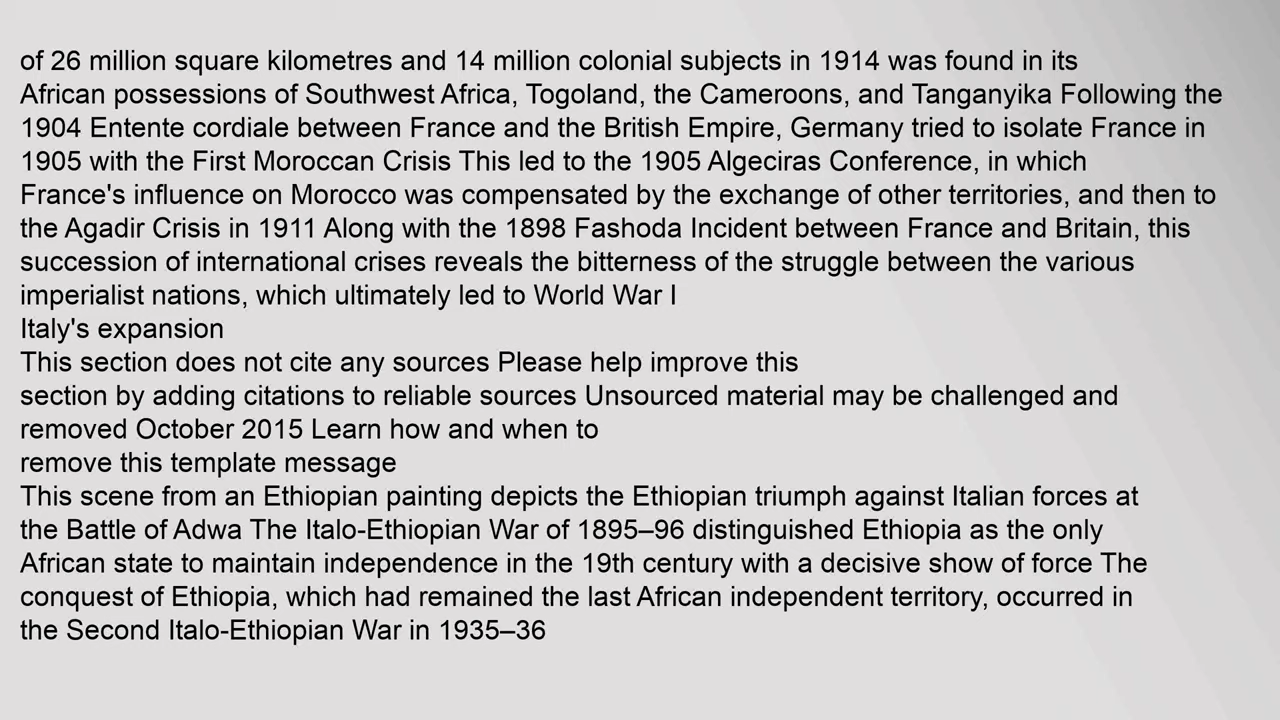 of 26 million square kilometres and 14 million colonial subjects in 1914 was found in its
African possessions of Southwest Africa, Togoland, the Cameroons, and Tanganyika Following the
1904 Entente cordiale between France and the British Empire, Germany tried to isolate France in
1905 with the First Moroccan Crisis This led to the 1905 Algeciras Conference, in which
France's influence on Morocco was compensated by the exchange of other territories, and then to
the Agadir Crisis in 1911 Along with the 1898 Fashoda Incident between France and Britain, this
succession of international crises reveals the bitterness of the struggle between the various
imperialist nations, which ultimately led to World War I
Italy's expansion
This section does not cite any sources Please help improve this
section by adding citations to reliable sources Unsourced material may be challenged and
removed October 2015 Learn how and when to
remove this template message
This scene from an Ethiopian painting depicts the Ethiopian triumph against Italian forces at
the Battle of Adwa The Italo-Ethiopian War of 1895–96 distinguished Ethiopia as the only
African state to maintain independence in the 19th century with a decisive show of force The
conquest of Ethiopia, which had remained the last African independent territory, occurred in
the Second Italo-Ethiopian War in 1935–36